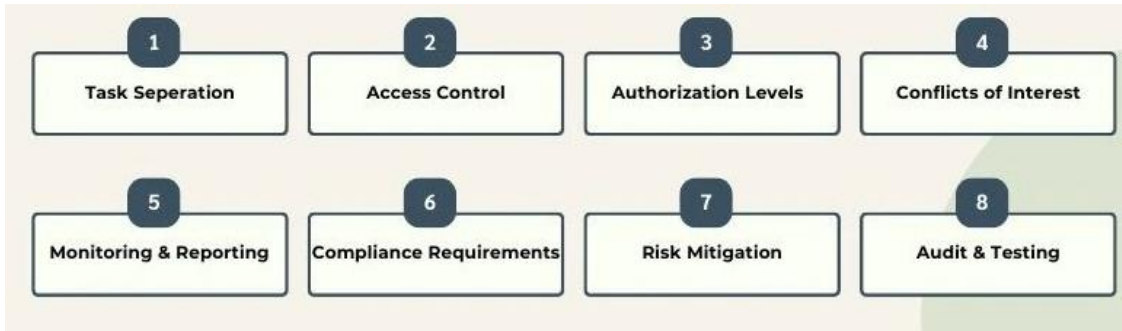 1
Task Seperation
2
Access Control
3
Authorization Levels
4
Conflicts of Interest
5
Monitoring & Reporting
6
Compliance Requirements
7
Risk Mitigation
8
Audit & Testing